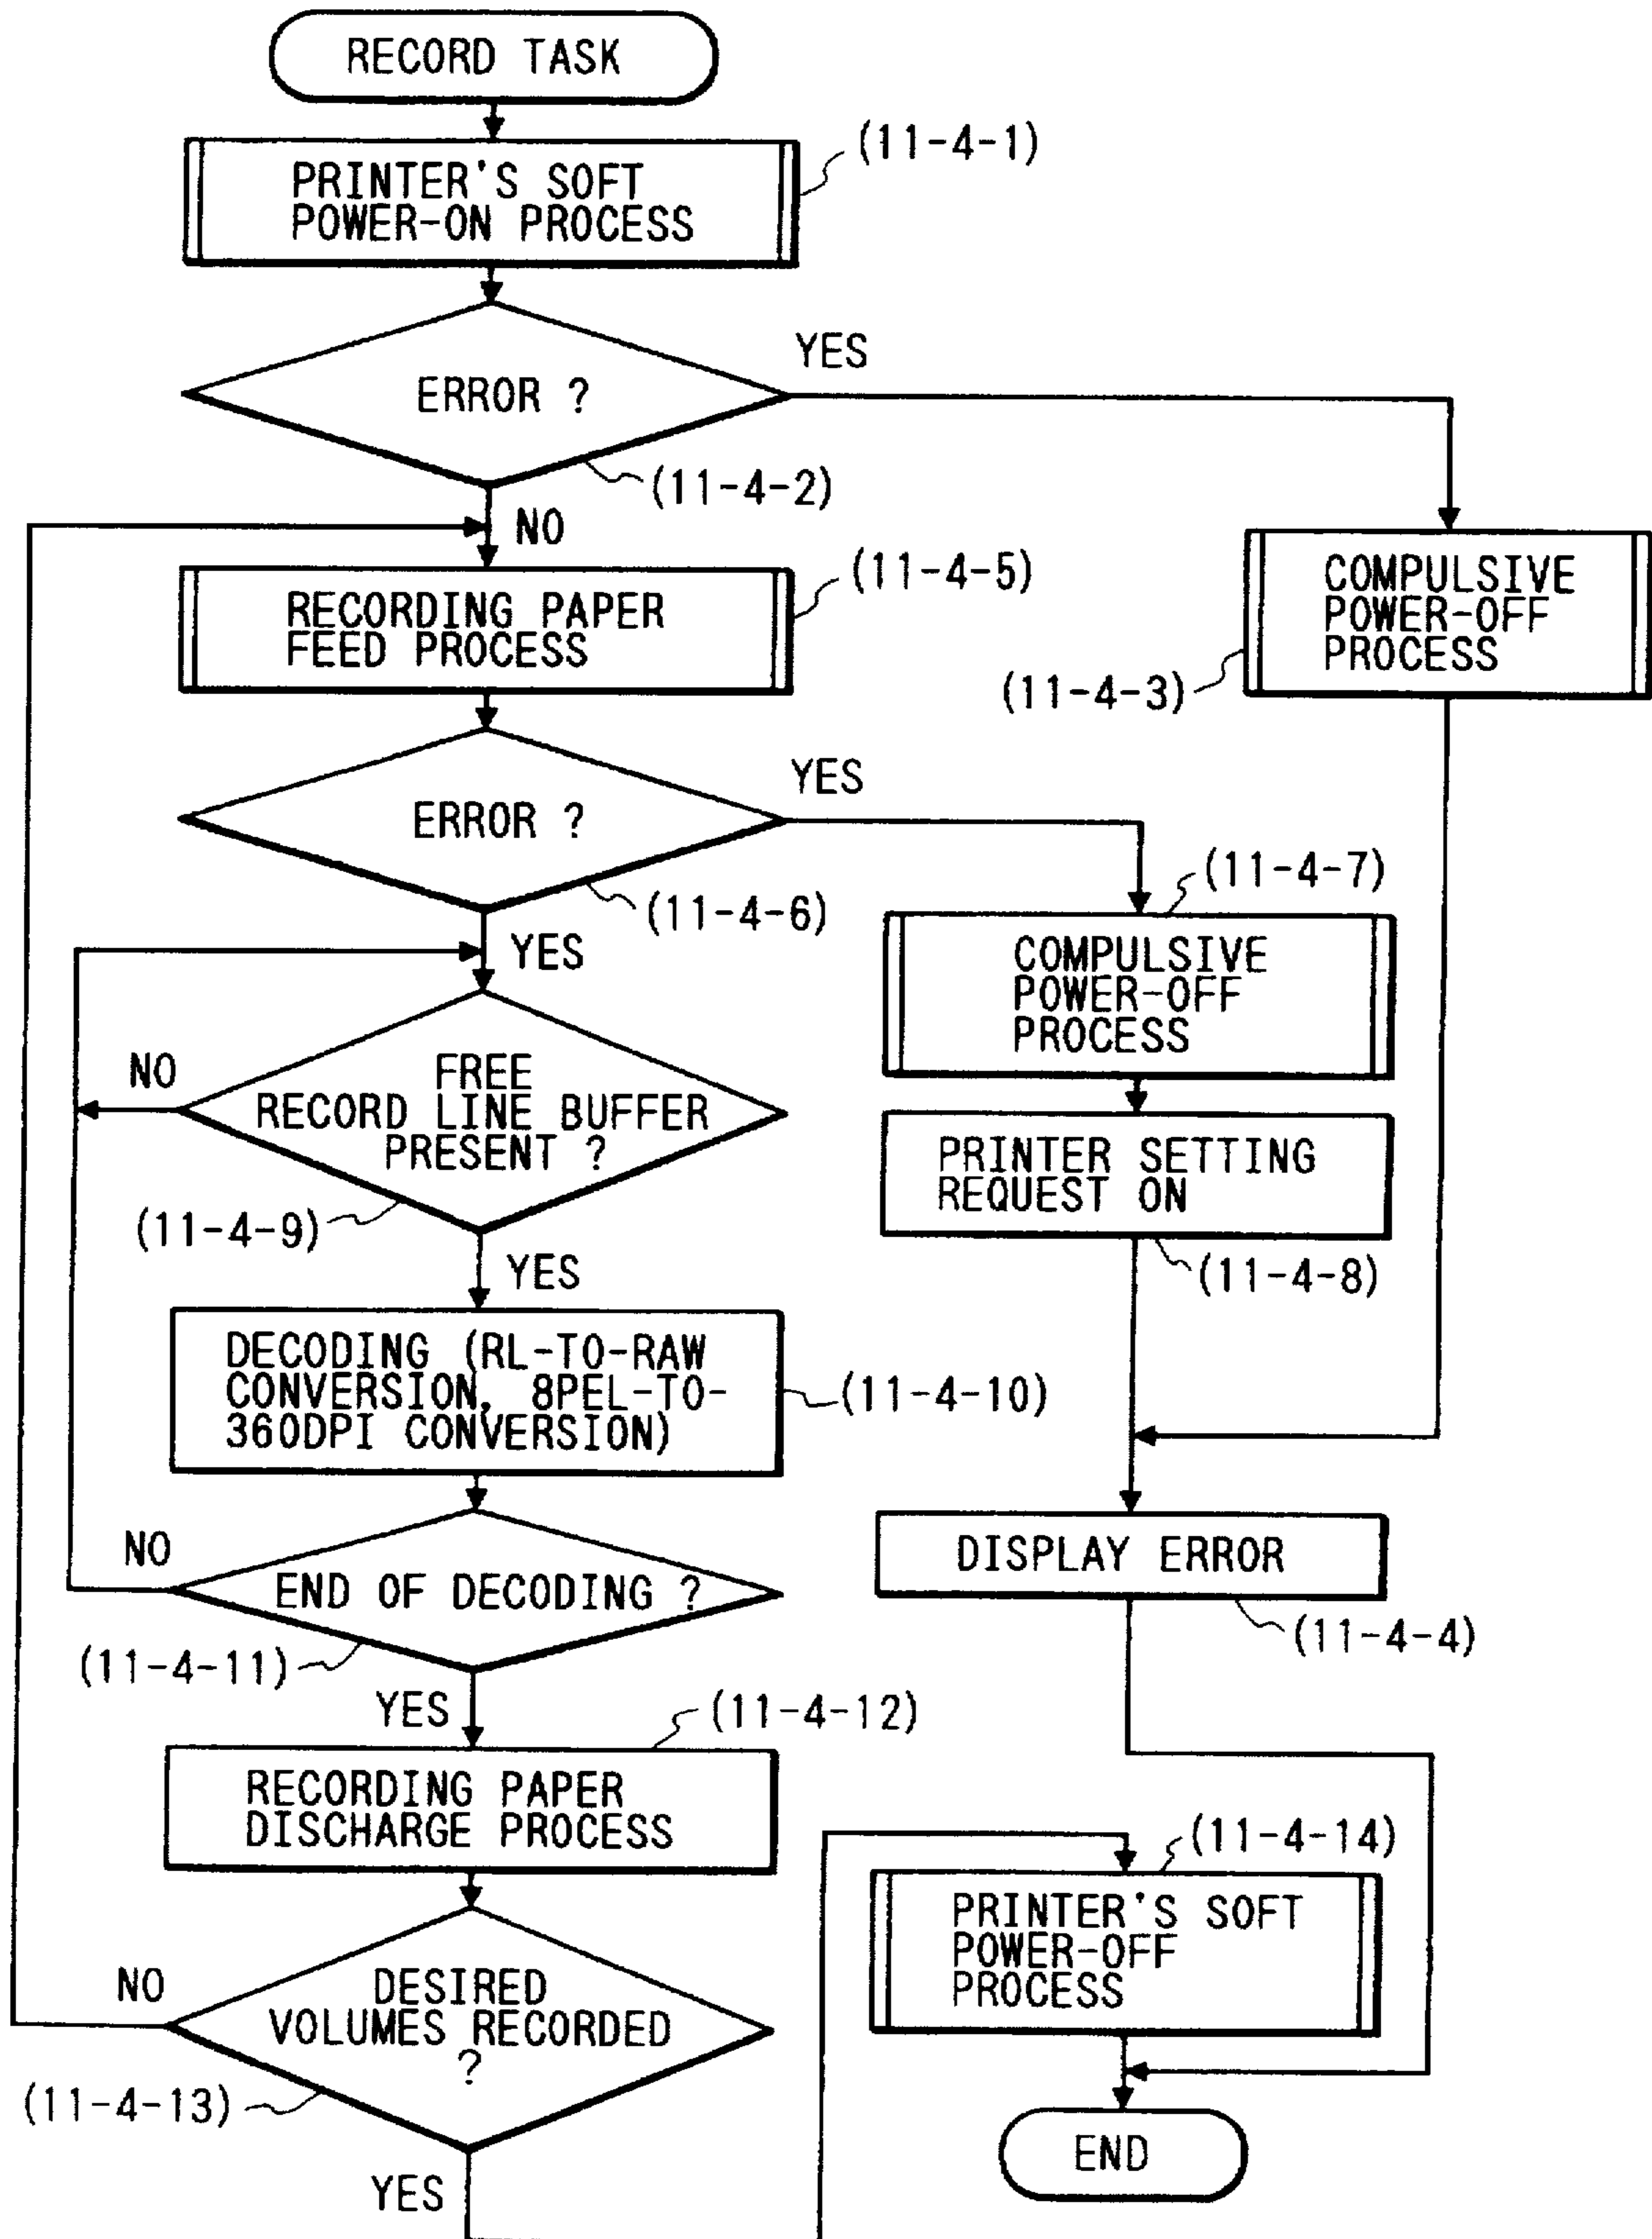 RECORD TASK
(11-4-1)
PRINTER'S SOFT
POWER-ON PROCESS
YES
ERROR ?
(11-4-2)
NO
(11-4-5)
RECORDING PAPER
FEED PROCESS
COMPULSIVE
POWER-OFF
PROCESS
(11-4-3)
YES
ERROR ?
(11-4-6)
YES
(11-4-7)
COMPULSIVE
POWER-OFF
PROCESS
NO
FREE
RECORD LINE BUFFER
PRESENT ?
(11-4-9)
YES
PRINTER SETTING
REQUEST ON
(11-4-8)
DECODING (RL-TO-RAW
CONVERSION, 8PEL-TO-
360DPI CONVERSION)
(11-4-10)
NO
END OF DECODING ?
(11-4-11)
YES
DISPLAY ERROR
(11-4-4)
(11-4-12)
RECORDING PAPER
DISCHARGE PROCESS
(11-4-14)
PRINTER'S SOFT
POWER-OFF
PROCESS
NO
DESIRED
VOLUMES RECORDED
?
(11-4-13)
YES
END